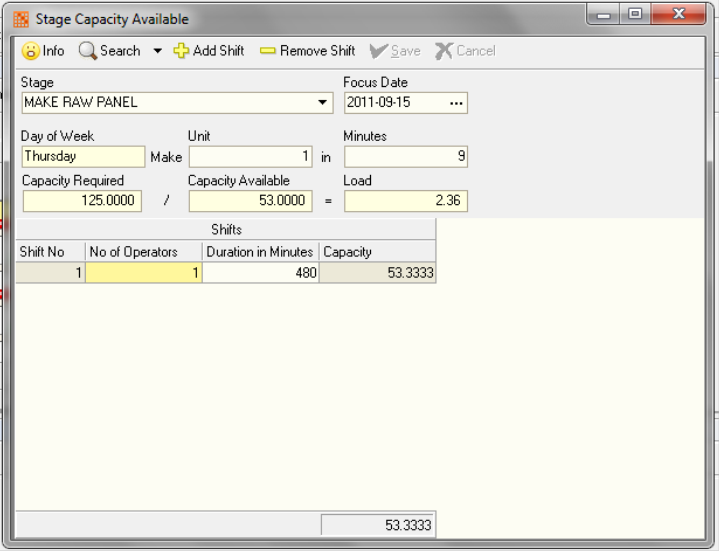 Stage Capacity Available
Info Search Add Shift Remove Shift Save Cancel
Stage Focus Date
MAKE RAW PANEL 2011-09-15 ...
Day of Week Unit Minutes
Thursday Make 1 in 9
Capacity Required Capacity Available Load
125.0000 / 53.0000 = 2.36
Shifts
Shift No No of Operators Duration in Minutes Capacity
1 1 480 53.3333
53.3333